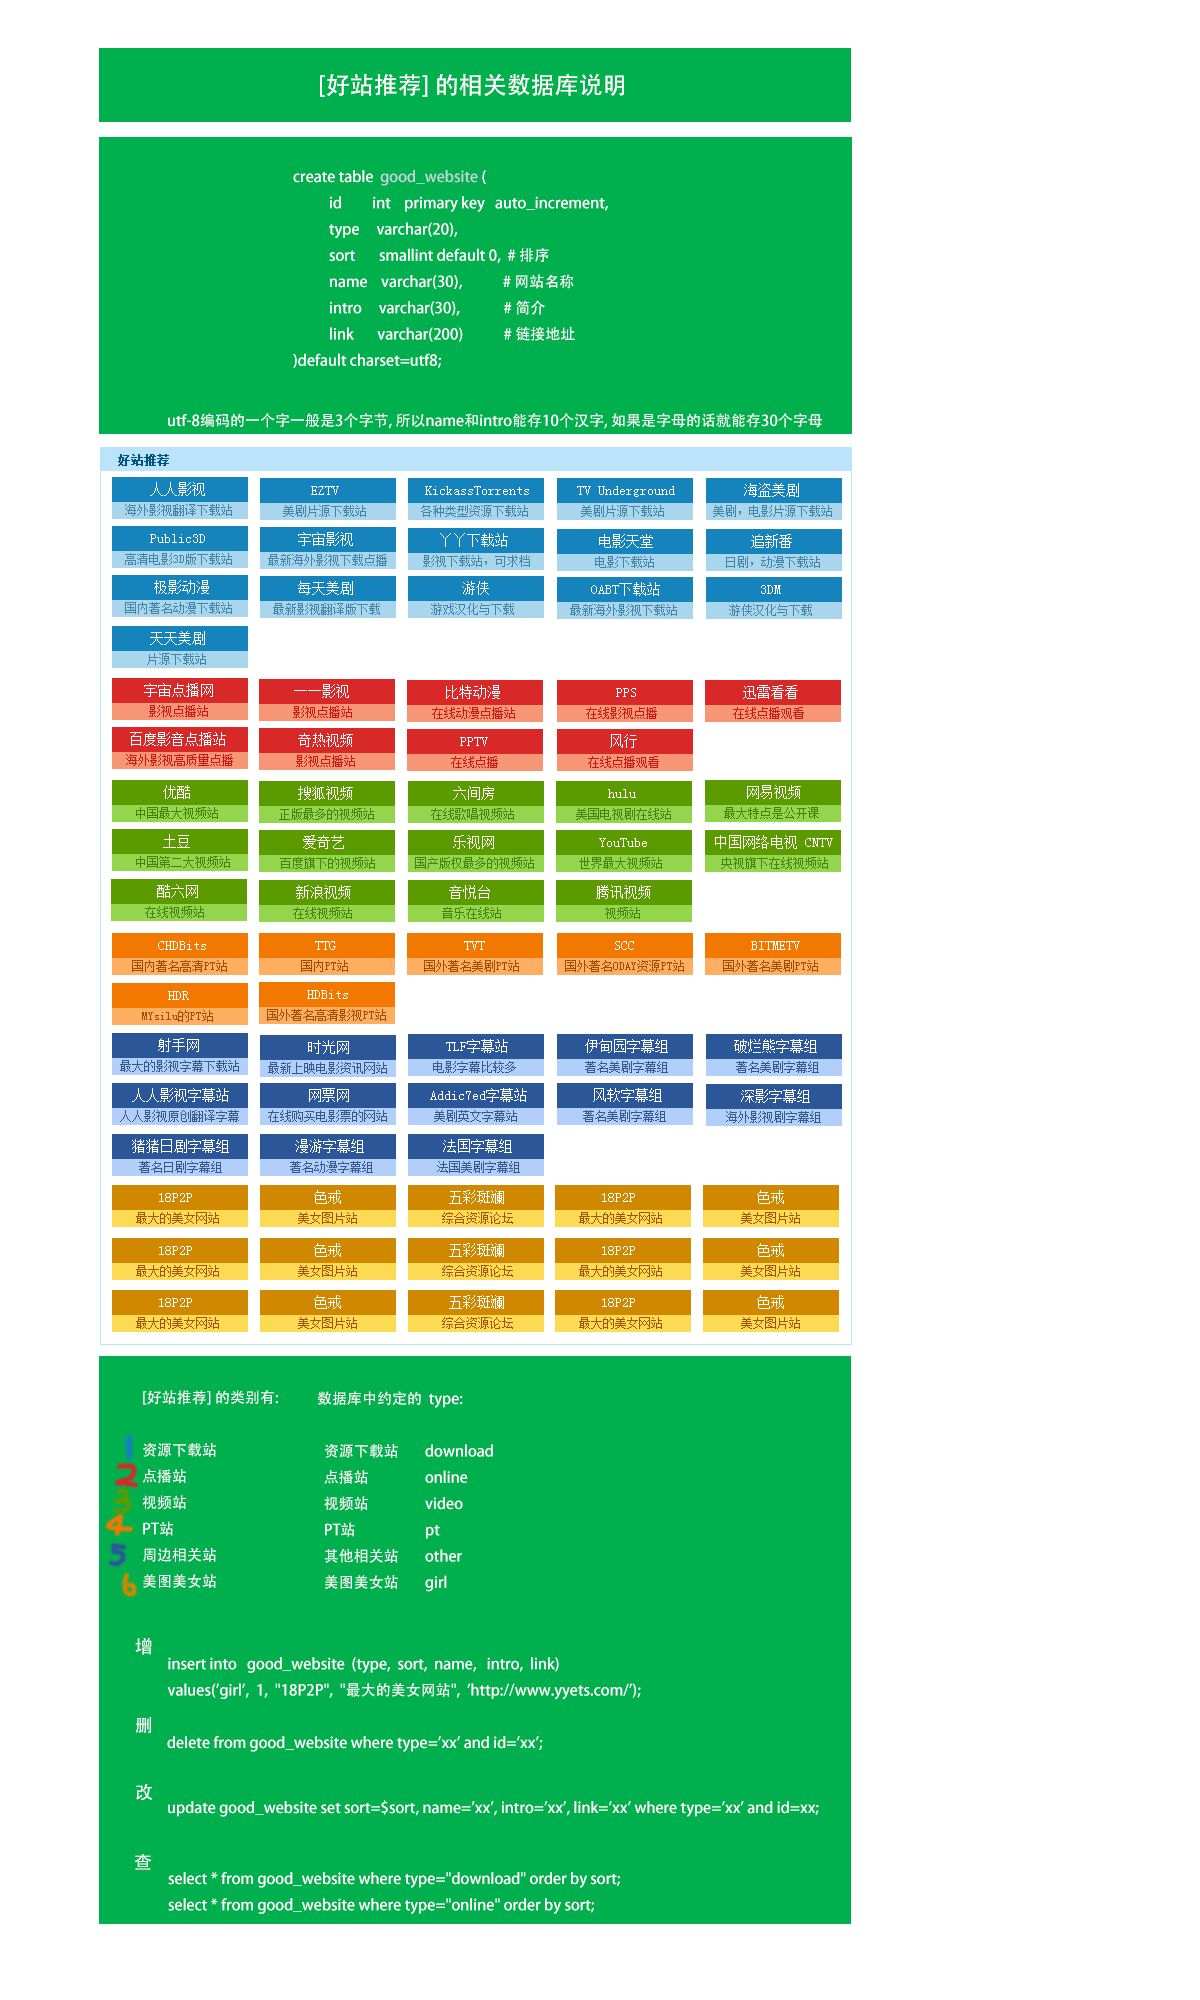 [好站推荐] 的相关数据库说明
create table good_website (
id int primary key auto_increment,
type varchar(20),
sort smallint default 0, # 排序
name varchar(30), # 网站名称
intro varchar(30), # 简介
link varchar(200) # 链接地址
)default charset=utf8;
utf-8编码的一个字一般是3个字节, 所以name和intro能存10个汉字, 如果是字母的话就能存30个字母
好站推荐
人人影视 EZTV KickassTorrents TV Underground 海盗美剧
海外影视翻译下载站 美剧片源下载站 各种类型资源下载站 美剧片源下载站 美剧，电影片源下载站
Public3D 宇宙影视 丫丫下载站 电影天堂 追新番
高清电影3D版下载站 最新海外影视下载点播 影视下载站，可求档 电影下载站 日剧，动漫下载站
极影动漫 每天美剧 游侠 OABT下载站 3DM
国内著名动漫下载站 最新影视翻译版下载 游戏汉化与下载 最新海外影视下载站 游侠汉化与下载
天天美剧
片源下载站
宇宙点播网 一一影视 比特动漫 PPS 迅雷看看
影视点播站 影视点播站 在线动漫点播站 在线影视点播 在线点播观看
百度影音点播站 奇热视频 PPTV 风行
海外影视高质量点播 影视点播站 在线点播 在线点播观看
优酷 搜狐视频 六间房 hulu 网易视频
中国最大视频站 正版最多的视频站 在线歌唱视频站 美国电视剧在线站 最大特点是公开课
土豆 爱奇艺 乐视网 YouTube 中国网络电视 CNTV
中国第二大视频站 百度旗下的视频站 国产版权最多的视频站 世界最大视频站 央视旗下在线视频站
酷六网 新浪视频 音悦台 腾讯视频
在线视频站 在线视频站 音乐在线站 视频站
CHDBits TTG TVT SCC BITMETV
国内著名高清PT站 国内PT站 国外著名美剧PT站 国外著名0DAY资源PT站 国外著名美剧PT站
HDR HDBits
MYsilu的PT站 国外著名高清影视PT站
射手网 时光网 TLF字幕站 伊甸园字幕组 破烂熊字幕组
最大的影视字幕下载站 最新上映电影资讯网站 电影字幕比较多 著名美剧字幕组 著名美剧字幕组
人人影视字幕站 网票网 Addic7ed字幕站 风软字幕组 深影字幕组
人人影视原创翻译字幕 在线购买电影票的网站 美剧英文字幕站 著名美剧字幕组 海外影视剧字幕组
猪猪日剧字幕组 漫游字幕组 法国字幕组
著名日剧字幕组 著名动漫字幕组 法国美剧字幕组
18P2P 色戒 五彩斑斓 18P2P 色戒
最大的美女网站 美女图片站 综合资源论坛 最大的美女网站 美女图片站
18P2P 色戒 五彩斑斓 18P2P 色戒
最大的美女网站 美女图片站 综合资源论坛 最大的美女网站 美女图片站
18P2P 色戒 五彩斑斓 18P2P 色戒
最大的美女网站 美女图片站 综合资源论坛 最大的美女网站 美女图片站
[好站推荐] 的类别有: 数据库中约定的 type:
1 资源下载站 资源下载站 download
2 点播站 点播站 online
3 视频站 视频站 video
4 PT站 PT站 pt
5 周边相关站 其他相关站 other
6 美图美女站 美图美女站 girl
增
insert into good_website (type, sort, name, intro, link)
values(’girl’, 1, "18P2P", "最大的美女网站", ’http://www.yyets.com/’);
删
delete from good_website where type=’xx’ and id=’xx’;
改
update good_website set sort=$sort, name=’xx’, intro=’xx’, link=’xx’ where type=’xx’ and id=xx;
查
select * from good_website where type="download" order by sort;
select * from good_website where type="online" order by sort;